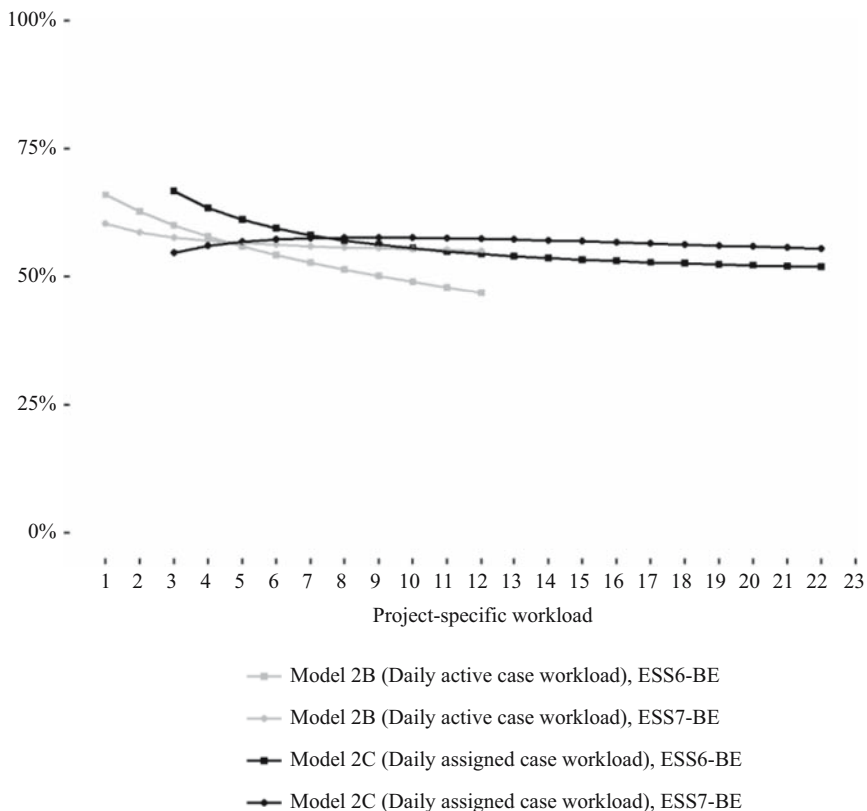 100%
75%
50%
25%
0%
1 2 3 4 5 6 7 8 9 10 11 12 13 14 15 16 17 18 19 20 21 22 23
Project-specific workload
Model 2B (Daily active case workload), ESS6-BE
Model 2B (Daily active case workload), ESS7-BE
Model 2C (Daily assigned case workload), ESS6-BE
Model 2C (Daily assigned case workload), ESS7-BE